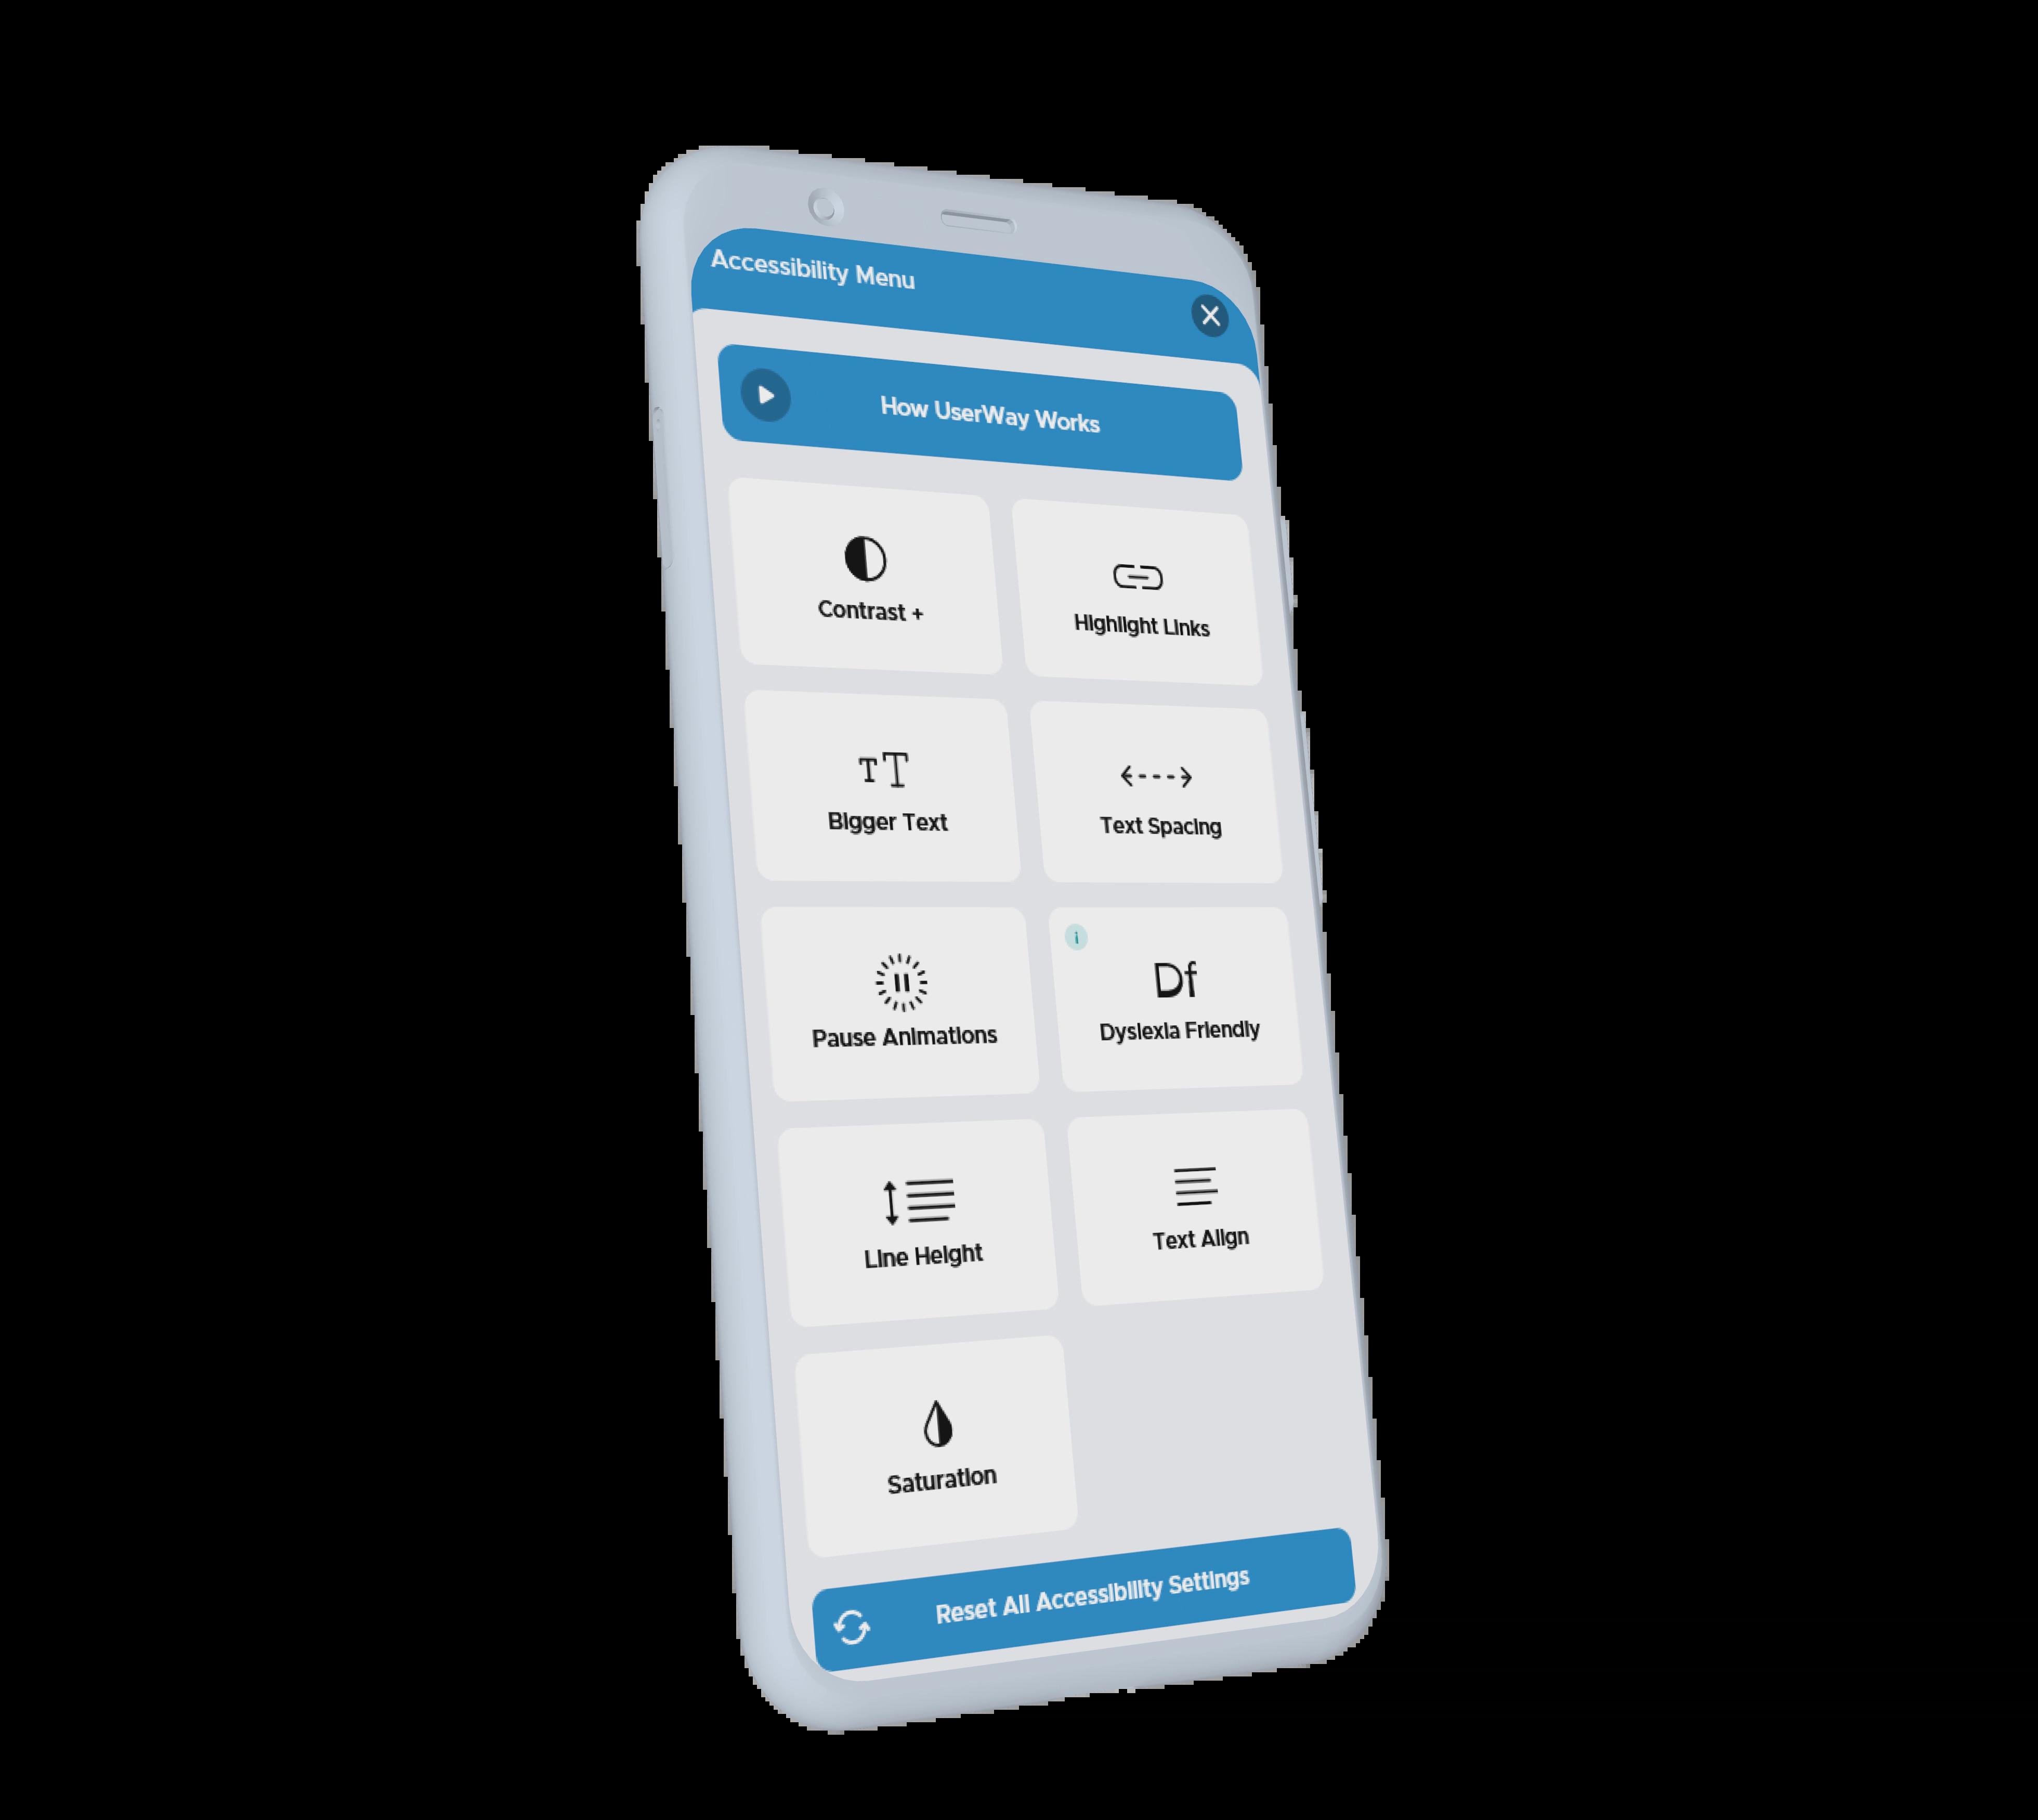 Accessibility Menu
How UserWay Works
Contrast +
Highlight Links
Bigger Text
Text Spacing
Pause Animations
i
Df
Dyslexia Friendly
Line Height
Text Align
Saturation
Reset All Accessibility Settings